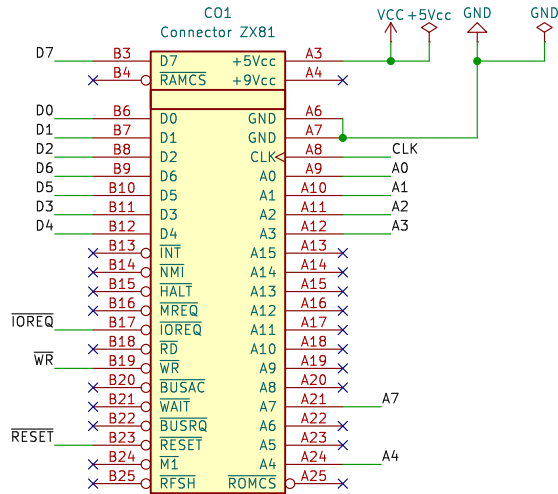 CO1
Connector ZX81
VCC +5Vcc GND GND
D7 B3 D7 +5Vcc A3
B4 RAMCS +9Vcc A4
D0 B6 D0 GND A6
D1 B7 D1 GND A7
D2 B8 D2 CLK A8 CLK
D6 B9 D6 A0 A9 A0
D5 B10 D5 A1 A10 A1
D3 B11 D3 A2 A11 A2
D4 B12 D4 A3 A12 A3
B13 INT A15 A13
B14 NMI A14 A14
B15 HALT A13 A15
B16 MREQ A12 A16
IOREQ B17 IOREQ A11 A17
B18 RD A10 A18
WR B19 WR A9 A19
B20 BUSAC A8 A20
B21 WAIT A7 A21 A7
B22 BUSRQ A6 A22
RESET B23 RESET A5 A23
B24 M1 A4 A24 A4
B25 RFSH ROMCS A25